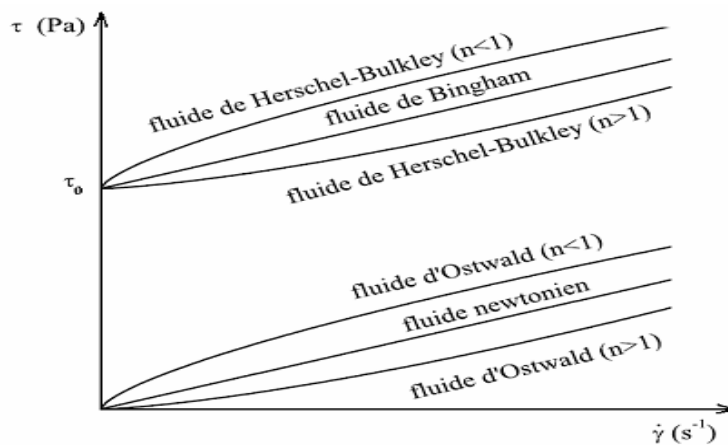 τ (Pa)
fluide de Herschel-Bulkley (n<1)
fluide de Bingham
fluide de Herschel-Bulkley (n>1)
τ₀
fluide d'Ostwald (n<1)
fluide newtonien
fluide d'Ostwald (n>1)
γ̇ (s⁻¹)